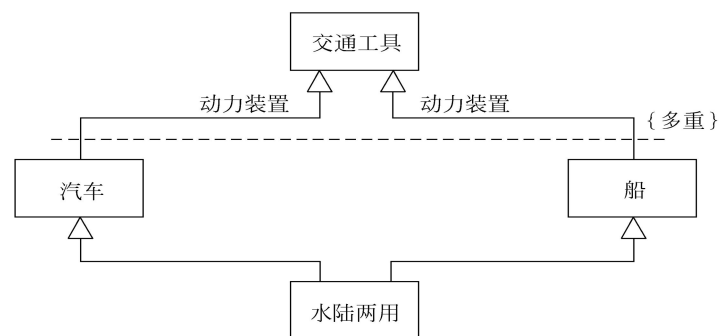 交通工具
动力装置 动力装置
{多重}
汽车 船
水陆两用